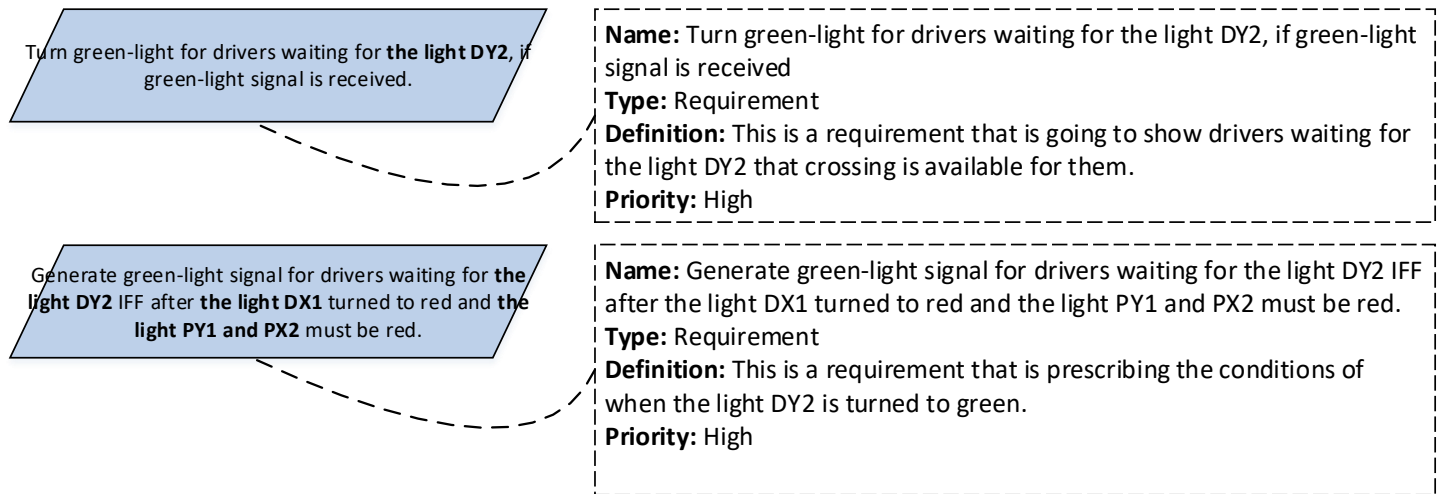 Turn green-light for drivers waiting for the light DY2, if
green-light signal is received.
Name: Turn green-light for drivers waiting for the light DY2, if green-light
signal is received
Type: Requirement
Definition: This is a requirement that is going to show drivers waiting for
the light DY2 that crossing is available for them.
Priority: High
Generate green-light signal for drivers waiting for the
light DY2 IFF after the light DX1 turned to red and the
light PY1 and PX2 must be red.
Name: Generate green-light signal for drivers waiting for the light DY2 IFF
after the light DX1 turned to red and the light PY1 and PX2 must be red.
Type: Requirement
Definition: This is a requirement that is prescribing the conditions of
when the light DY2 is turned to green.
Priority: High